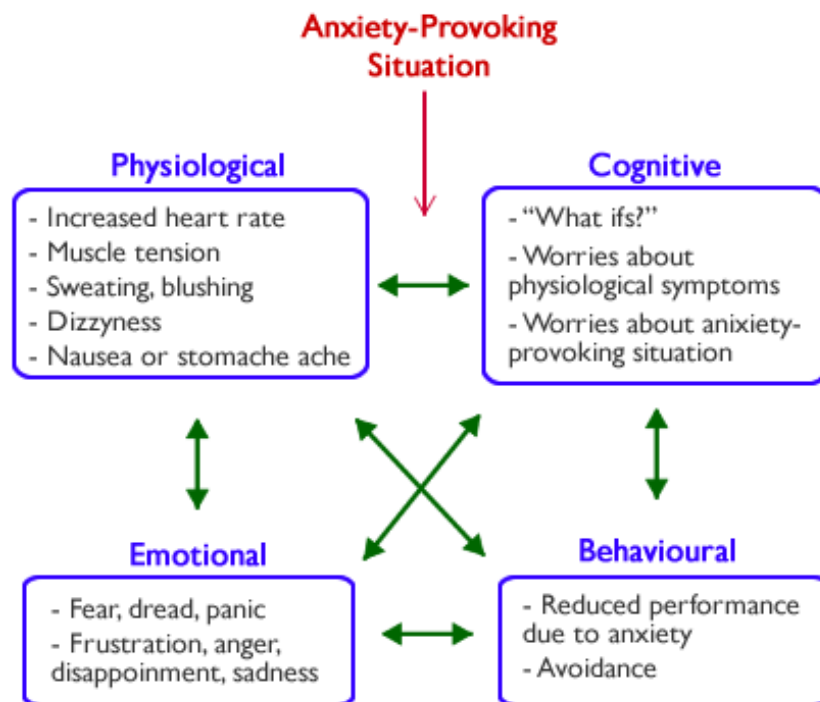 Anxiety-Provoking
Situation
Physiological
- Increased heart rate
- Muscle tension
- Sweating, blushing
- Dizzyness
- Nausea or stomache ache
Cognitive
- “What ifs?”
- Worries about
physiological symptoms
- Worries about anixiety-
provoking situation
Emotional
- Fear, dread, panic
- Frustration, anger,
disappoinment, sadness
Behavioural
- Reduced performance
due to anxiety
- Avoidance